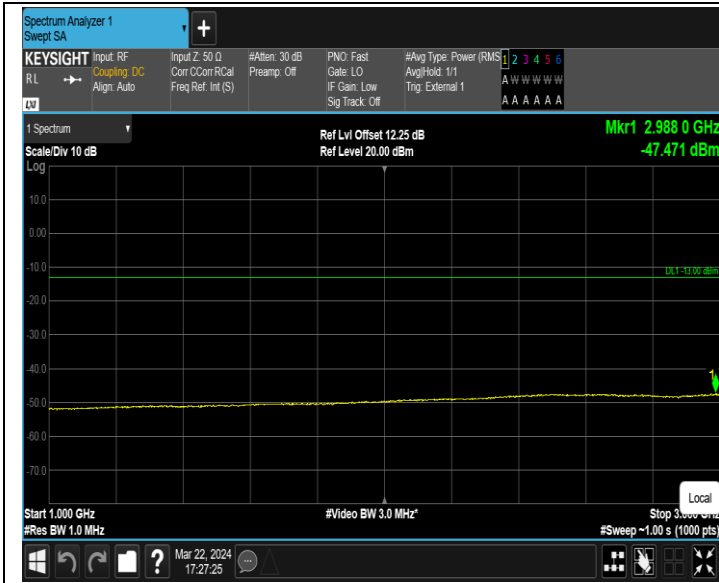 Spectrum Analyzer 1
Swept SA
+
KEYSIGHT
R L
LXI
Input: RF
Coupling: DC
Align: Auto
Input Z: 50 Ω
Corr CCorr RCal
Freq Ref: Int (S)
#Atten: 30 dB
Preamp: Off
PNO: Fast
Gate: LO
IF Gain: Low
Sig Track: Off
#Avg Type: Power (RMS
Avg|Hold: 1/1
Trig: External 1
1 2 3 4 5 6
A W W W W W
A A A A A A
1 Spectrum
Scale/Div 10 dB
Log
Ref Lvl Offset 12.25 dB
Ref Level 20.00 dBm
Mkr1 2.988 0 GHz
-47.471 dBm
10.0
0.00
-10.0
DL1 -13.00 dBm
-20.0
-30.0
-40.0
1
-50.0
-60.0
-70.0
Local
Start 1.000 GHz
#Video BW 3.0 MHz*
Stop 3.000 GHz
#Res BW 1.0 MHz
#Sweep ~1.00 s (1000 pts)
?
Mar 22, 2024
17:27:25